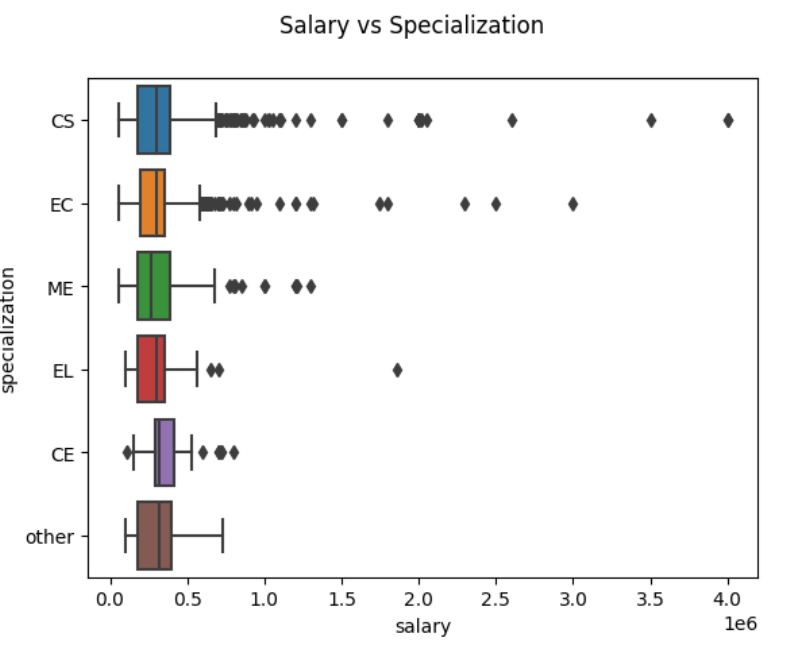 Salary vs Specialization
specialization
CS
EC
ME
EL
CE
other
0.0 0.5 1.0 1.5 2.0 2.5 3.0 3.5 4.0
1e6
salary